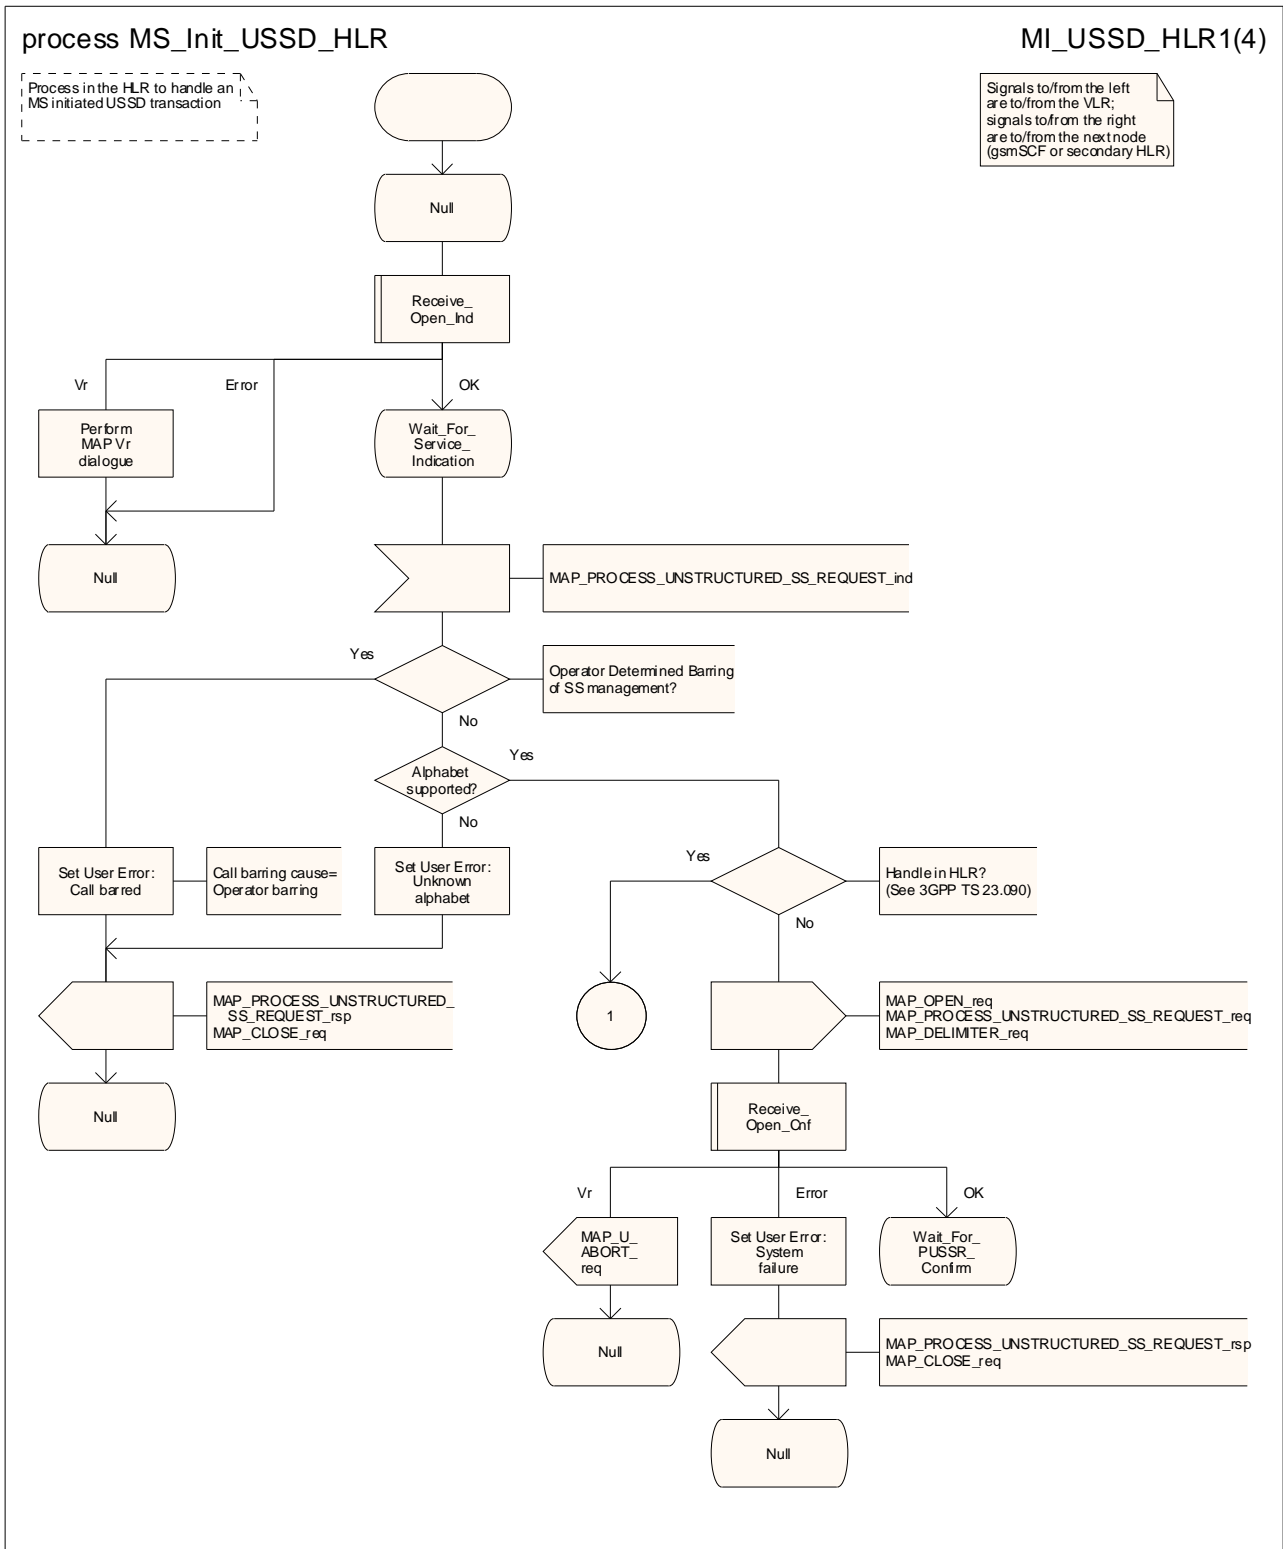 process MS_Init_USSD_HLR
MI_USSD_HLR1(4)
Process in the HLR to handle an
MS initiated USSD transaction
Signals to/from the left
are to/from the VLR;
signals to/from the right
are to/from the next node
(gsmSCF or secondary HLR)
Null
Receive_
Open_Ind
Vr
Error
OK
Perform
MAP Vr
dialogue
Wait_For_
Service_
Indication
Null
MAP_PROCESS_UNSTRUCTURED_SS_REQUEST_ind
Yes
Operator Determined Barring
of SS management?
No
Yes
Alphabet
supported?
No
Yes
Set User Error:
Call barred
Call barring cause=
Operator barring
Set User Error:
Unknown
alphabet
Handle in HLR?
(See 3GPP TS 23.090)
No
MAP_PROCESS_UNSTRUCTURED_
SS_REQUEST_rsp
MAP_CLOSE_req
1
MAP_OPEN_req
MAP_PROCESS_UNSTRUCTURED_SS_REQUEST_req
MAP_DELIMITER_req
Null
Receive_
Open_Cnf
Vr
Error
OK
MAP_U_
ABORT_
req
Set User Error:
System
failure
Wait_For_
PUSSR_
Confirm
Null
MAP_PROCESS_UNSTRUCTURED_SS_REQUEST_rsp
MAP_CLOSE_req
Null